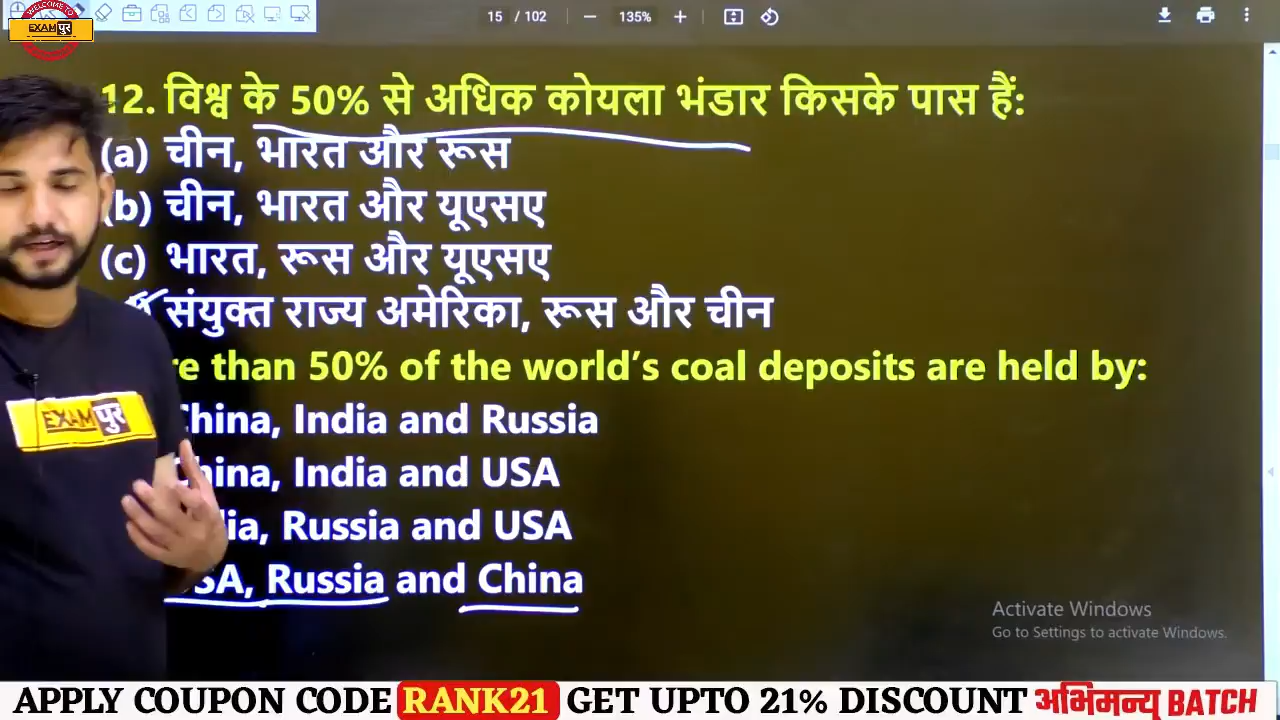 WELCOME TO
EXAMपुर
15 / 102
135%
12. विश्व के 50% से अधिक कोयला भंडार किसके पास हैं:
(a) चीन, भारत और रूस
(b) चीन, भारत और यूएसए
(c) भारत, रूस और यूएसए
संयुक्त राज्य अमेरिका, रूस और चीन
than 50% of the world's coal deposits are held by:
China, India and Russia
China, India and USA
Russia and USA
Russia and China
EXAMपुर
Activate Windows
Go to Settings to activate Windows.
APPLY COUPON CODE RANK21 GET UPTO 21% DISCOUNT अभिमन्यु BATCH